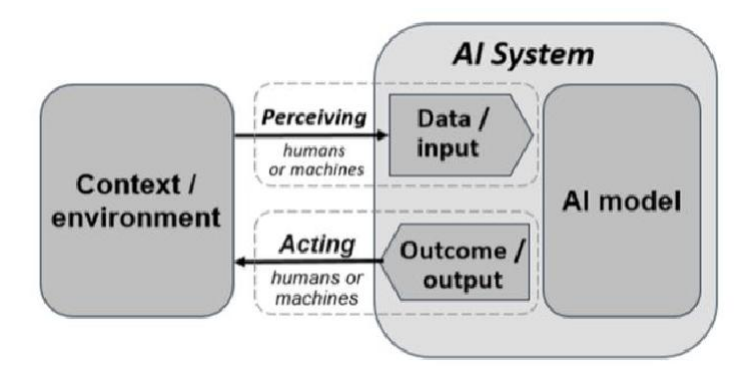 AI System
Context /
environment
Perceiving
humans
or machines
Data /
input
AI model
Acting
humans or
machines
Outcome /
output